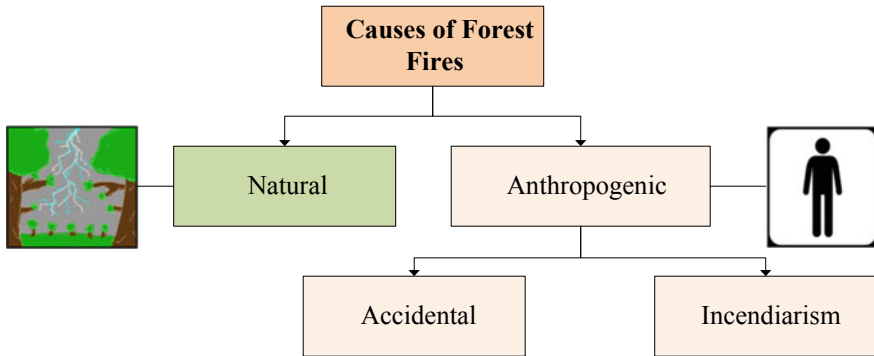 Causes of Forest
Fires
Natural
Anthropogenic
Accidental
Incendiarism